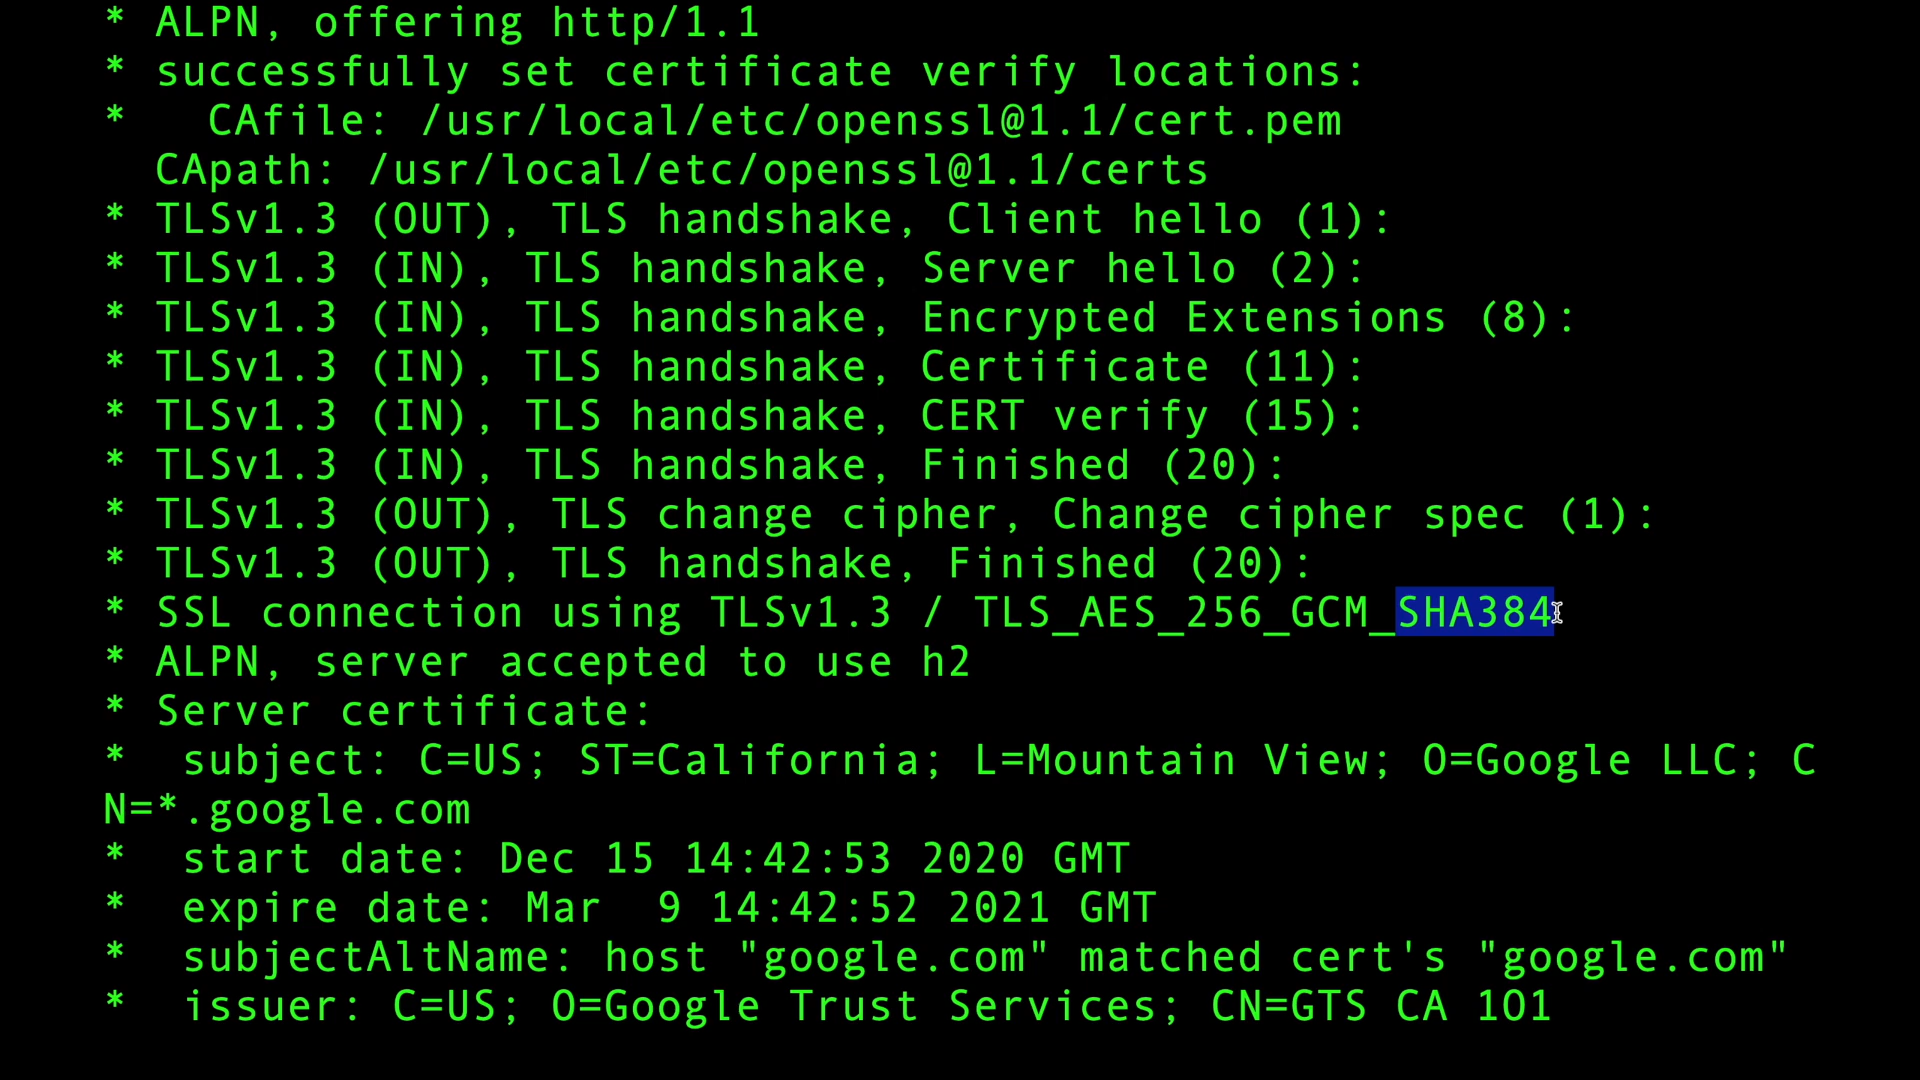 * ALPN, offering http/1.1
* successfully set certificate verify locations:
*   CAfile: /usr/local/etc/openssl@1.1/cert.pem
  CApath: /usr/local/etc/openssl@1.1/certs
* TLSv1.3 (OUT), TLS handshake, Client hello (1):
* TLSv1.3 (IN), TLS handshake, Server hello (2):
* TLSv1.3 (IN), TLS handshake, Encrypted Extensions (8):
* TLSv1.3 (IN), TLS handshake, Certificate (11):
* TLSv1.3 (IN), TLS handshake, CERT verify (15):
* TLSv1.3 (IN), TLS handshake, Finished (20):
* TLSv1.3 (OUT), TLS change cipher, Change cipher spec (1):
* TLSv1.3 (OUT), TLS handshake, Finished (20):
* SSL connection using TLSv1.3 / TLS_AES_256_GCM_SHA384
* ALPN, server accepted to use h2
* Server certificate:
*  subject: C=US; ST=California; L=Mountain View; O=Google LLC; C
N=*.google.com
*  start date: Dec 15 14:42:53 2020 GMT
*  expire date: Mar  9 14:42:52 2021 GMT
*  subjectAltName: host "google.com" matched cert's "google.com"
*  issuer: C=US; O=Google Trust Services; CN=GTS CA 1O1